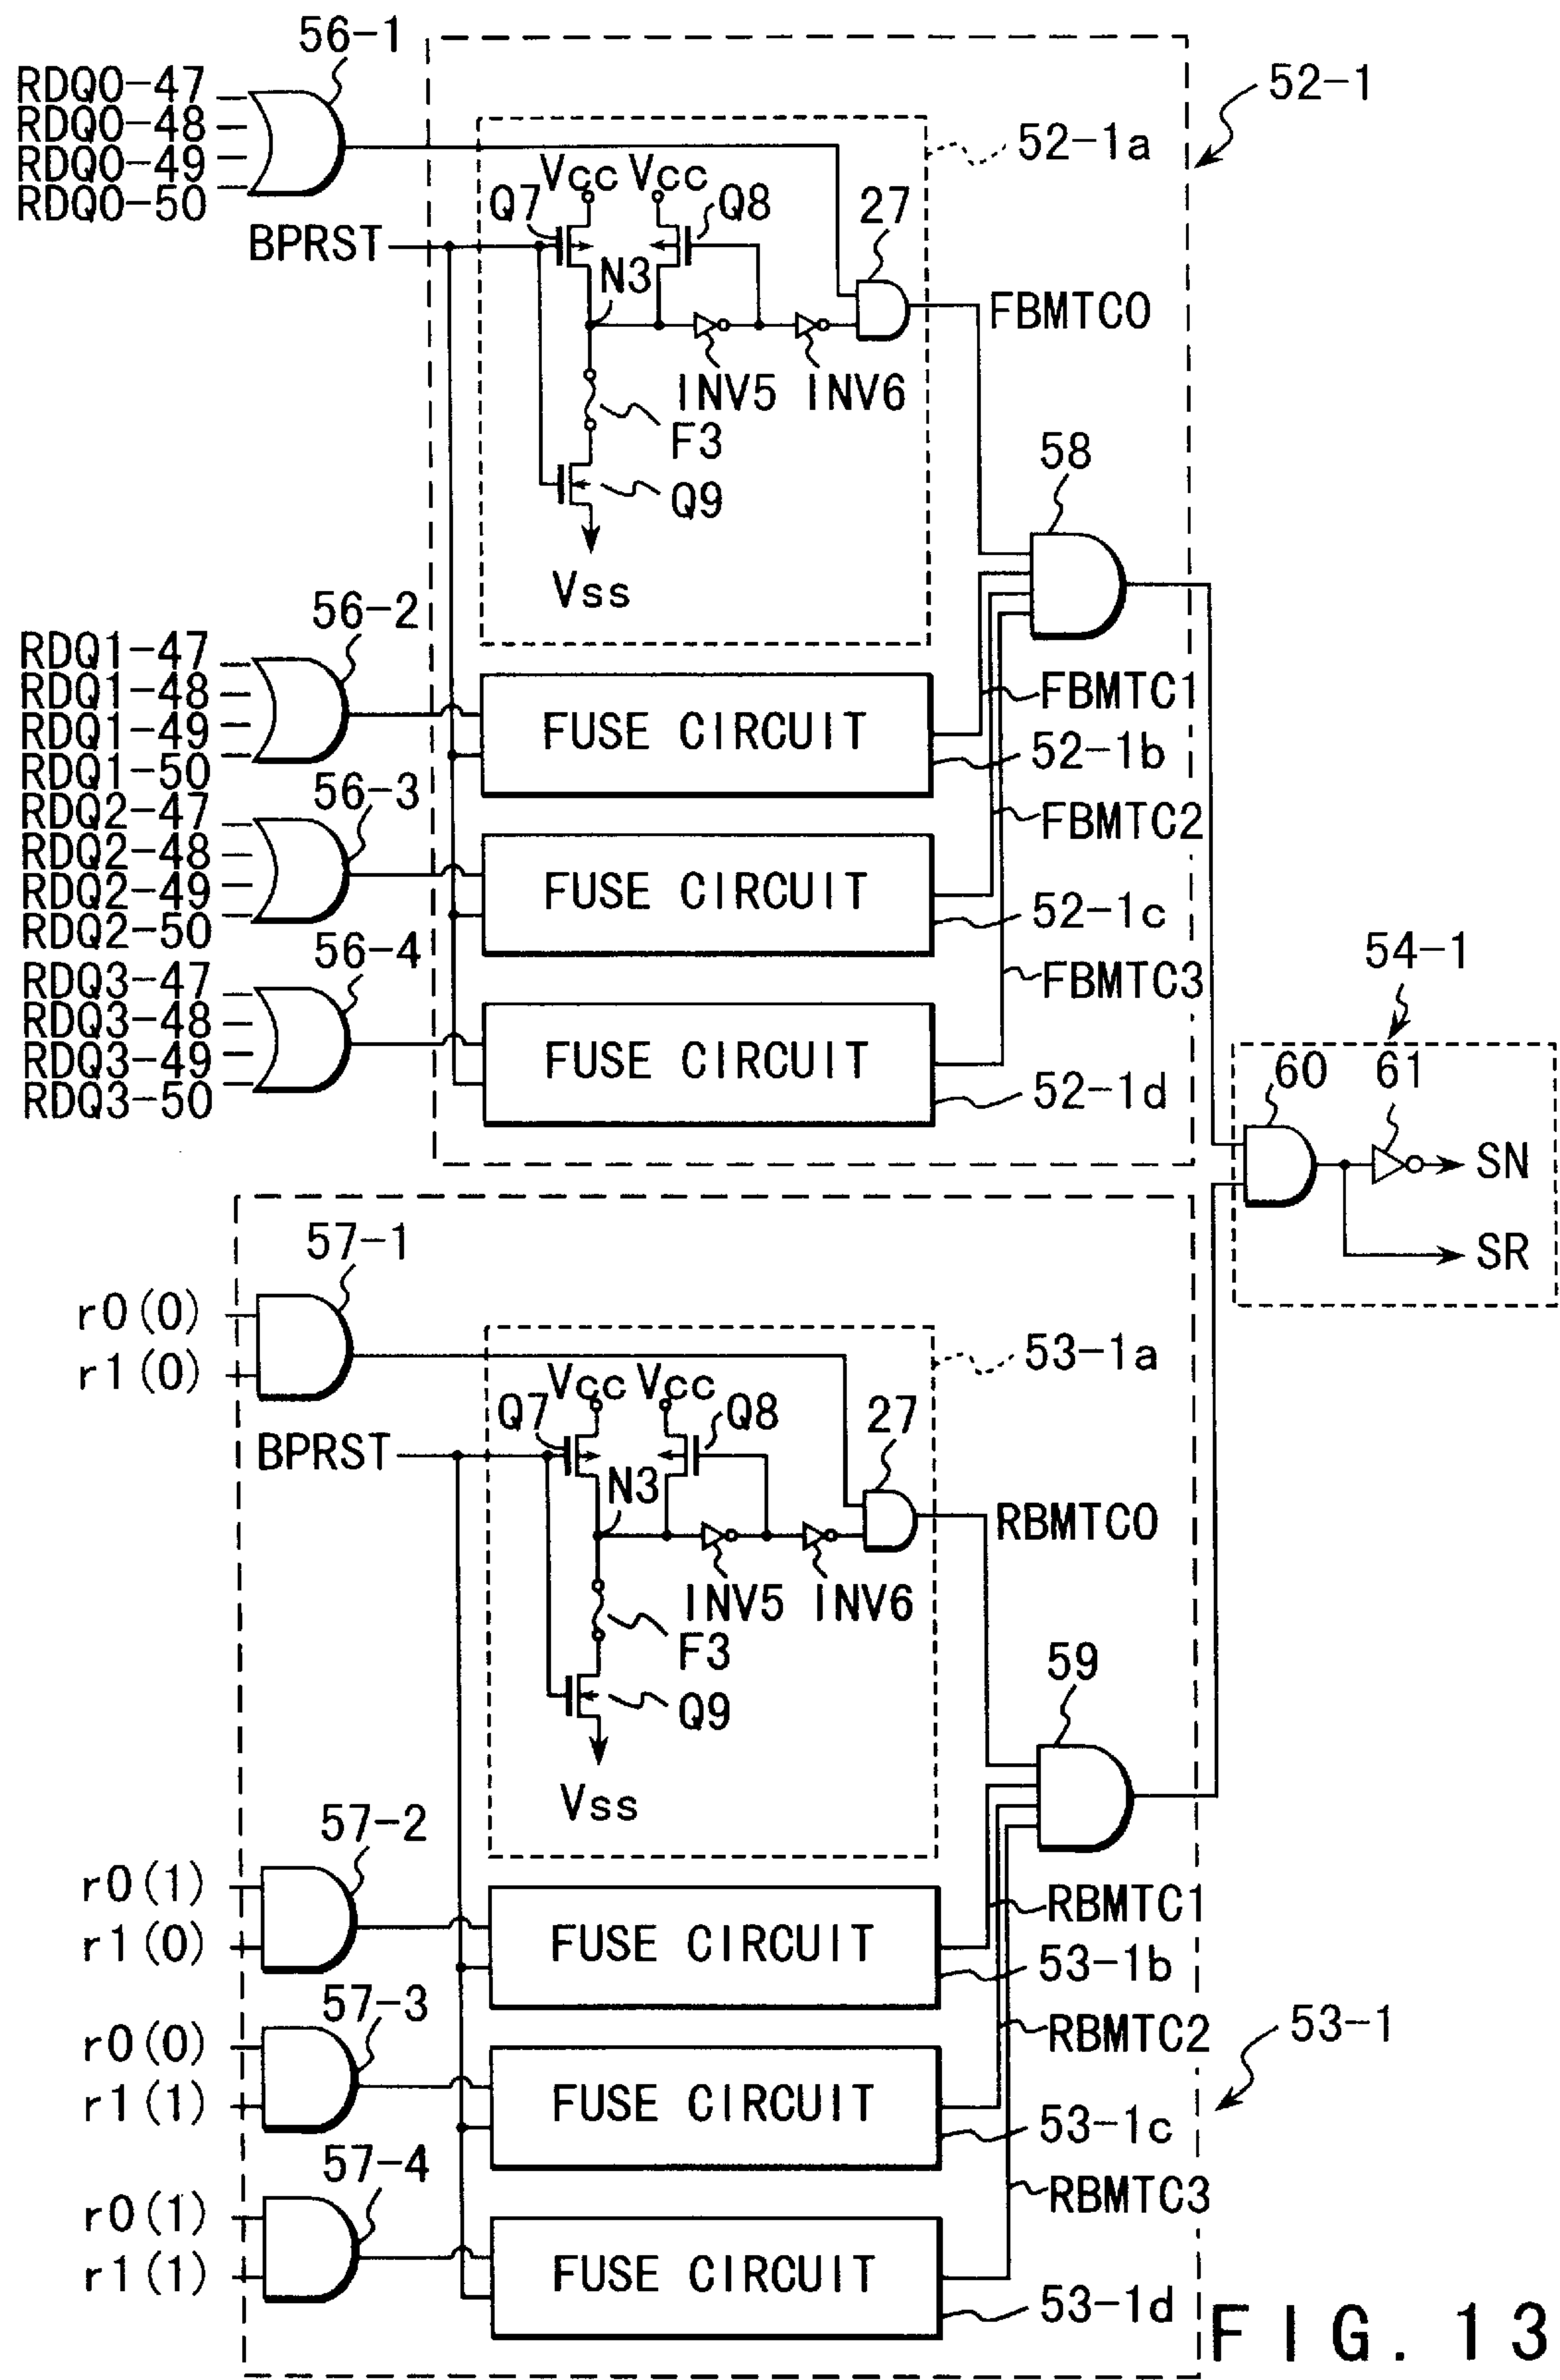 56-1
RDQ0-47
RDQ0-48
RDQ0-49
RDQ0-50
52-1
52-1a
Vcc Vcc
Q7
Q8
27
BPRST
N3
FBMTC0
INV5 INV6
F3
Q9
Vss
58
56-2
RDQ1-47
RDQ1-48
RDQ1-49
RDQ1-50
FUSE CIRCUIT
FBMTC1
52-1b
56-3
RDQ2-47
RDQ2-48
RDQ2-49
RDQ2-50
FUSE CIRCUIT
FBMTC2
52-1c
56-4
RDQ3-47
RDQ3-48
RDQ3-49
RDQ3-50
FUSE CIRCUIT
FBMTC3
52-1d
54-1
60 61
SN
SR
57-1
r0(0)
r1(0)
53-1a
Vcc Vcc
Q7
Q8
27
BPRST
N3
RBMTC0
INV5 INV6
F3
Q9
Vss
59
57-2
r0(1)
r1(0)
FUSE CIRCUIT
RBMTC1
53-1b
57-3
r0(0)
r1(1)
FUSE CIRCUIT
RBMTC2
53-1c
53-1
57-4
r0(1)
r1(1)
FUSE CIRCUIT
RBMTC3
53-1d
FIG. 13